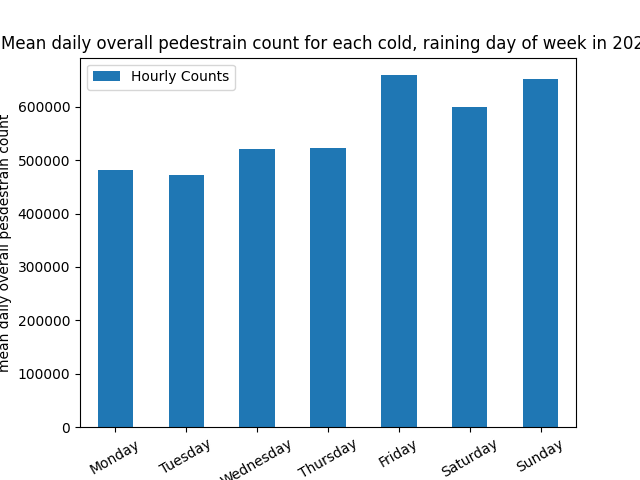 Mean daily overall pedestrain count for each cold, raining day of week in 202
Hourly Counts
mean daily overall pesdestrain count
600000
500000
400000
300000
200000
100000
0
Monday
Tuesday
Wednesday
Thursday
Friday
Saturday
Sunday